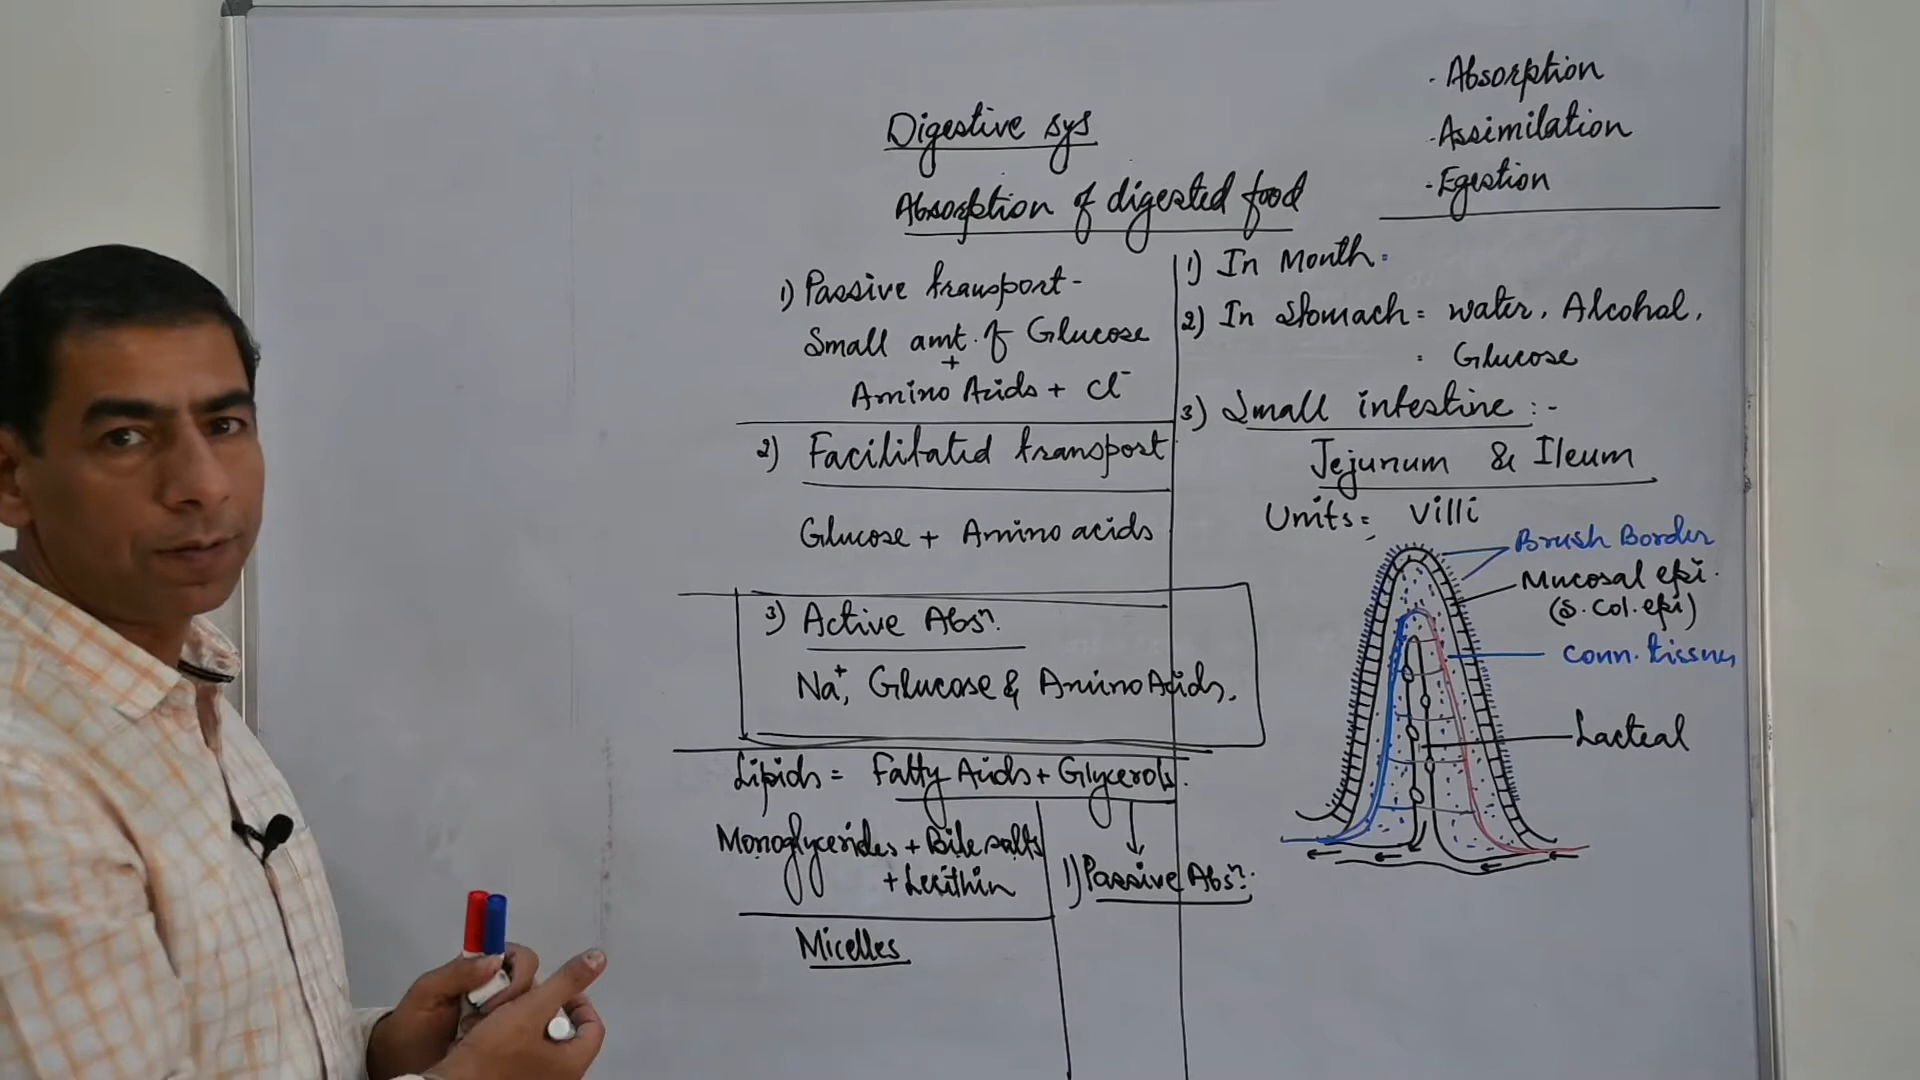 · Absorption
· Assimilation
· Egestion
Digestive sys
Absorption of digested food
1) Passive transport -
Small amt. of Glucose
+
Amino Acids + Cl⁻
2) Facilitated transport
Glucose + Amino acids
3) Active Absⁿ.
Na⁺, Glucose & Amino Acids.
Lipids = Fatty Acids + Glycerols.
Monoglycerides + Bile salts
+ Lecithin
Micelles
1) Passive Absⁿ.
1) In Mouth =
2) In Stomach = water, Alcohol,
= Glucose
3) Small intestine :-
Jejunum & Ileum
Units = Villi
Brush Border
Mucosal epi.
(S. Col. epi)
Conn. tissues
Lacteal